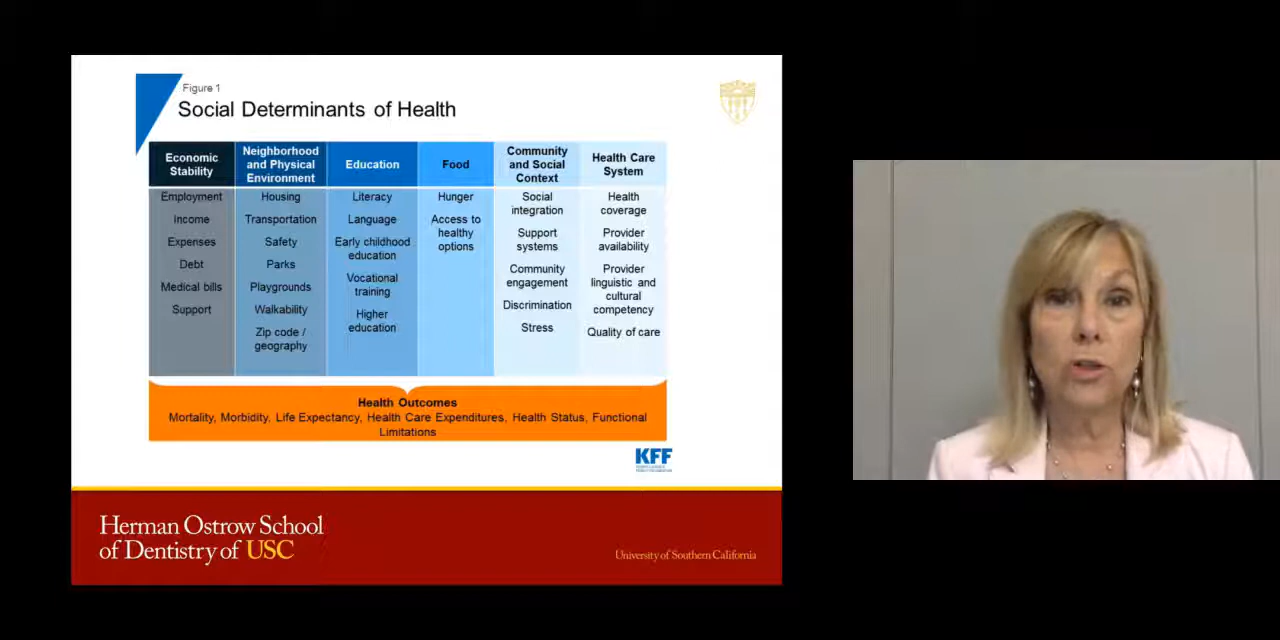 Figure 1
Social Determinants of Health
Economic
Stability
Employment
Income
Expenses
Debt
Medical bills
Support
Neighborhood
and Physical
Environment
Housing
Transportation
Safety
Parks
Playgrounds
Walkability
Zip code /
geography
Education
Literacy
Language
Early childhood
education
Vocational
training
Higher
education
Food
Hunger
Access to
healthy
options
Community
and Social
Context
Social
integration
Support
systems
Community
engagement
Discrimination
Stress
Health Care
System
Health
coverage
Provider
availability
Provider
linguistic and
cultural
competency
Quality of care
Health Outcomes
Mortality, Morbidity, Life Expectancy, Health Care Expenditures, Health Status, Functional
Limitations
KFF
Herman Ostrow School
of Dentistry of USC
University of Southern California